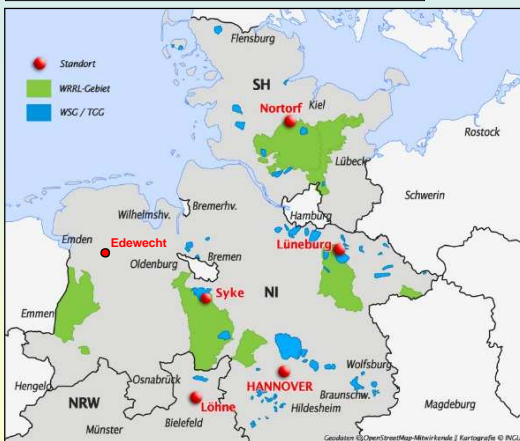 Flensburg
Standort
WRRL-Gebiet
WSG / TGG
SH
Kiel
Nortorf
Rostock
Lübeck
Schwerin
Hamburg
Bremerhv.
Wilhelmshv.
Emden
Edewecht
Oldenburg
Bremen
Lüneburg
Syke
NI
Emmen
Wolfsburg
Osnabrück
HANNOVER
Braunschw.
Hengelo
NRW
Löhne
Hildesheim
Magdeburg
Münster
Bielefeld